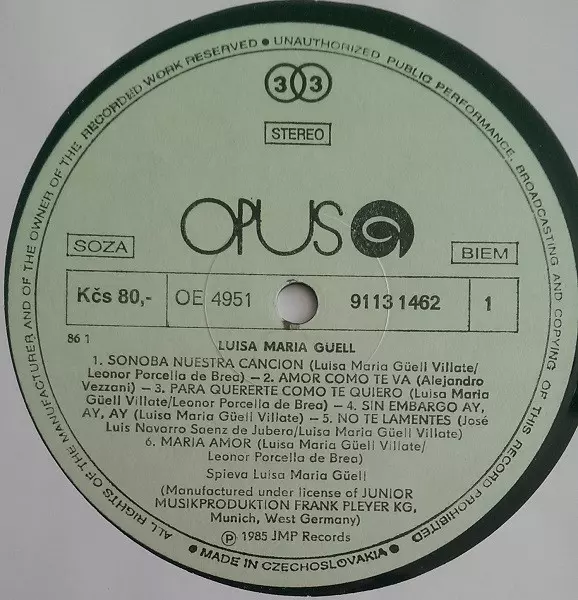 ALL RIGHTS OF THE MANUFACTURER AND OF THE OWNER OF THE RECORDED WORK RESERVED ● UNAUTHORIZED PUBLIC PERFORMANCE, BROADCASTING AND COPYING OF THIS RECORD PROHIBITED
● MADE IN CZECHOSLOVAKIA ●
33
STEREO
OPUS
SOZA
BIEM
Kčs 80,-
OE 4951
9113 1462
1
86 1
LUISA MARIA GÜELL
1. SONOBA NUESTRA CANCION (Luisa Maria Güell Villate/
Leonor Porcella de Brea) – 2. AMOR COMO TE VA (Alejandro
Vezzani) – 3. PARA QUERERTE COMO TE QUIERO (Luisa Maria
Güell Villate/Leonor Porcella de Brea) – 4. SIN EMBARGO AY,
AY, AY (Luisa Maria Güell Villate) – 5. NO TE LAMENTES (José
Luis Navarro Saenz de Jubera/Luisa Maria Güell Villate)
6. MARIA AMOR (Luisa Maria Güell Villate/
Leonor Porcella de Brea)
Spieva Luisa Maria Güell
(Manufactured under license of JUNIOR
MUSIKPRODUKTION FRANK PLEYER KG,
Munich, West Germany)
Ⓟ 1985 JMP Records